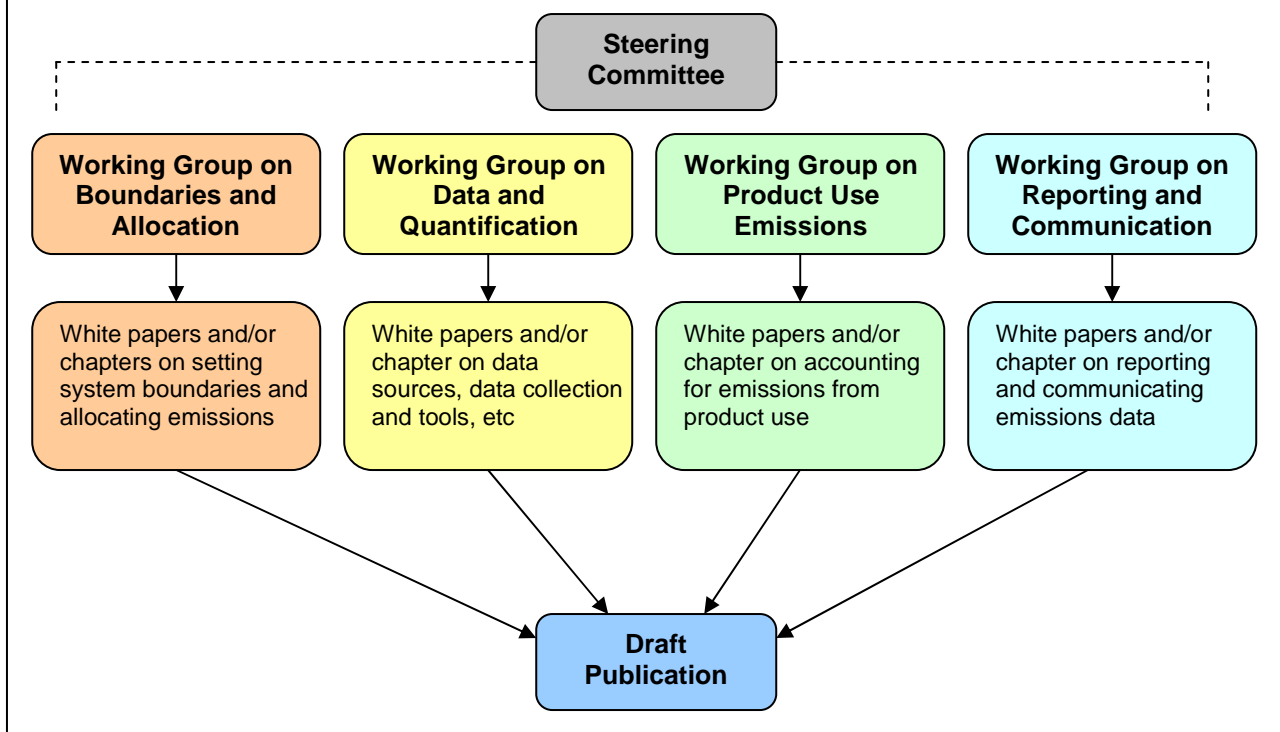 Steering
Committee
Working Group on
Boundaries and
Allocation
Working Group on
Data and
Quantification
Working Group on
Product Use
Emissions
Working Group on
Reporting and
Communication
White papers and/or
chapters on setting
system boundaries and
allocating emissions
White papers and/or
chapter on data
sources, data collection
and tools, etc
White papers and/or
chapter on accounting
for emissions from
product use
White papers and/or
chapter on reporting
and communicating
emissions data
Draft
Publication